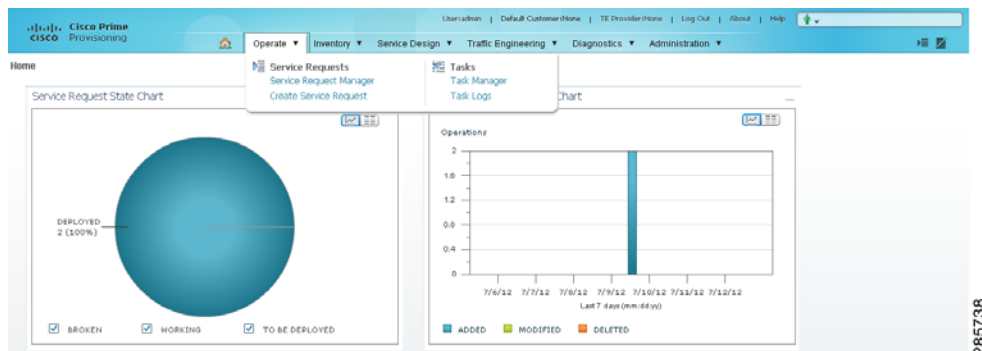 User: admin | Default Customer: None | TE Provider: None | Log Out | About | Help
Cisco Prime
CISCO Provisioning
Operate ▼ Inventory ▼ Service Design ▼ Traffic Engineering ▼ Diagnostics ▼ Administration ▼
Home
Service Requests
Service Request Manager
Create Service Request
Tasks
Task Manager
Task Logs
Service Request State Chart
DEPLOYED
2 (100%)
BROKEN WORKING TO BE DEPLOYED
Chart
Operations
2
1.6
1.2
0.8
0.4
0
7/6/12 7/7/12 7/8/12 7/9/12 7/10/12 7/11/12 7/12/12
Last 7 days (mm:dd:yy)
ADDED MODIFIED DELETED
285738